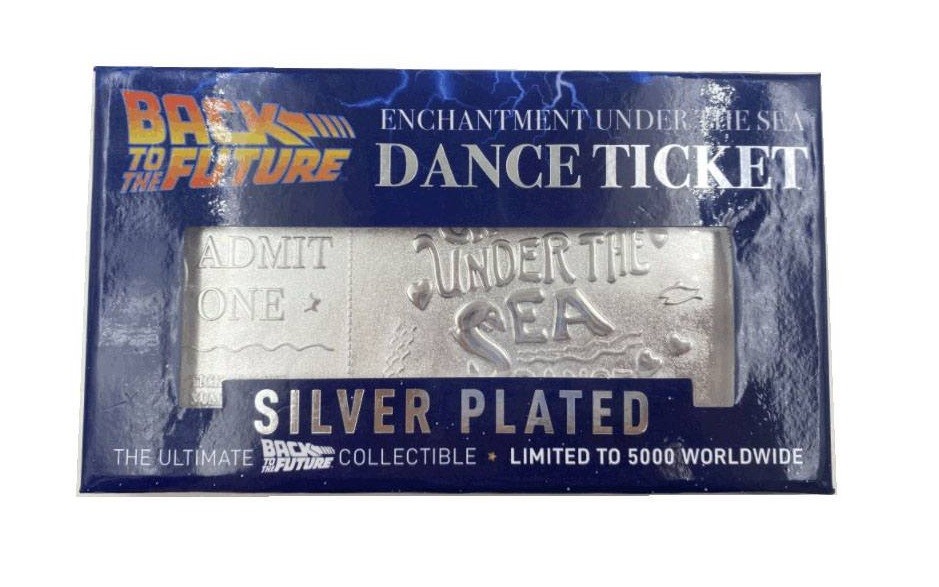 BACK
TO
THE FUTURE
ENCHANTMENT UNDER THE SEA
DANCE TICKET
ADMIT
ONE
UNDER THE
SEA
SILVER PLATED
THE ULTIMATE BACK TO THE FUTURE COLLECTIBLE ★ LIMITED TO 5000 WORLDWIDE